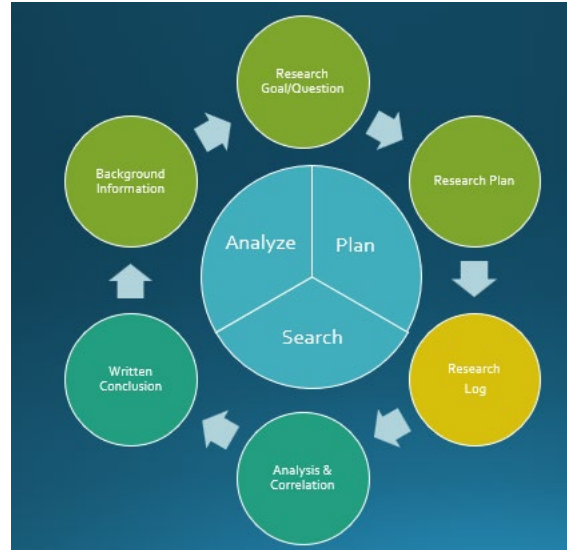 Research
Goal/Question
Research Plan
Research
Log
Analysis &
Correlation
Written
Conclusion
Background
Information
Analyze
Plan
Search